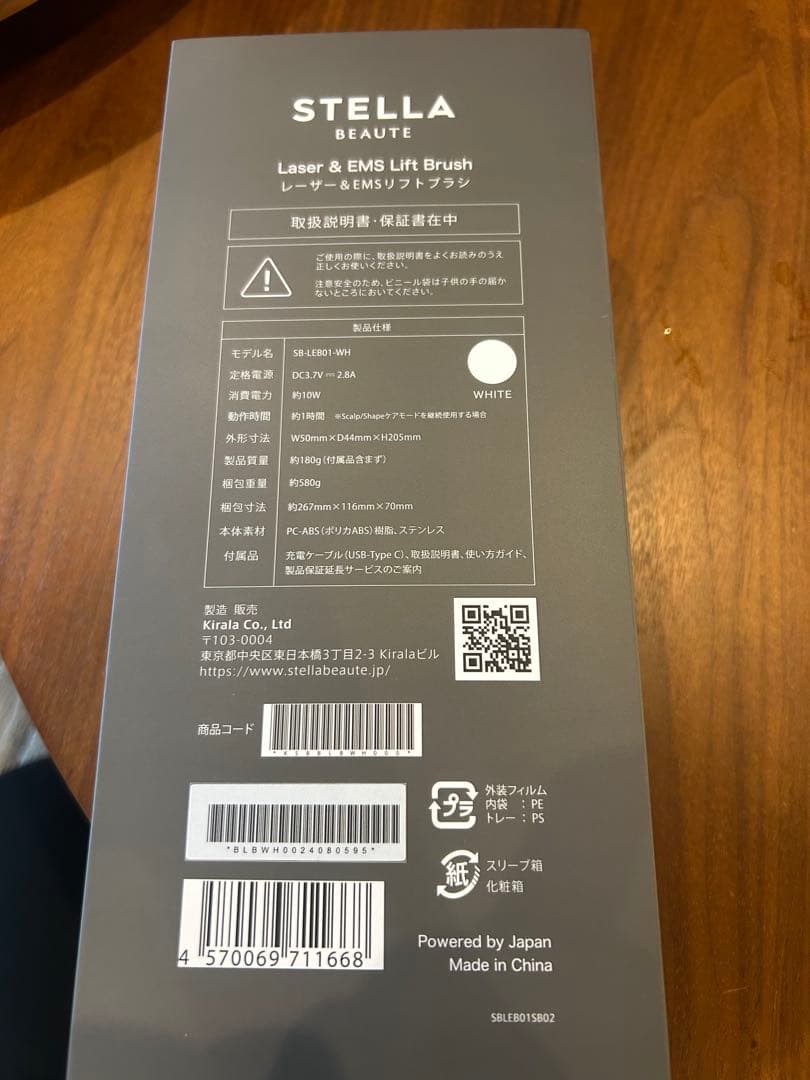 STELLA
BEAUTE
Laser & EMS Lift Brush
レーザー＆EMSリフトブラシ
取扱説明書・保証書在中
ご使用の際に、取扱説明書をよくお読みのうえ
正しくお使いください。
注意安全のため、ビニール袋は子供の手の届か
ないところにおいてください。
製品仕様
モデル名 SB-LEB01-WH
定格電源 DC3.7V⎓2.8A
消費電力 約10W
動作時間 約1時間 ※Scalp/Shapeケアモードを継続使用する場合
外形寸法 W50mm×D44mm×H205mm
製品質量 約180g（付属品含まず）
梱包重量 約580g
梱包寸法 約267mm×116mm×70mm
本体素材 PC-ABS（ポリカABS）樹脂、ステンレス
付属品 充電ケーブル（USB-Type C）、取扱説明書、使い方ガイド、
製品保証延長サービスのご案内
WHITE
製造 販売
Kirala Co., Ltd
〒103-0004
東京都中央区東日本橋3丁目2-3 Kiralaビル
https://www.stellabeaute.jp/
商品コード
*KSBBLBWH000*
*BLBWH0024080595*
4 570069 711668
プラ
外装フィルム
内袋 ：PE
トレー：PS
紙
スリーブ箱
化粧箱
Powered by Japan
Made in China
SBLEB01SB02